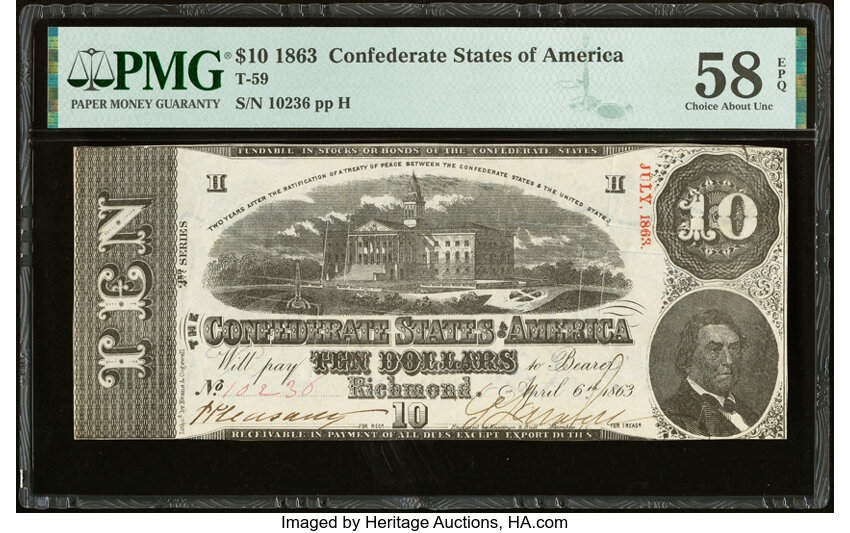 PMG®
PAPER MONEY GUARANTY
$10 1863 Confederate States of America
T-59
S/N 10236 pp H
58
EPQ
Choice About Unc
FUNDABLE IN STOCKS OR BONDS OF THE CONFEDERATE STATES
TWO YEARS AFTER THE RATIFICATION OF A TREATY OF PEACE BETWEEN THE CONFEDERATE STATES & THE UNITED STATES
H
H
JULY, 1863.
10
TEN
SERIES
THE
CONFEDERATE STATES OF AMERICA
Will pay TEN DOLLARS to Bearer
No 10236
Richmond, April 6th 1863
10
FOR REGR
FOR TREASR
RECEIVABLE IN PAYMENT OF ALL DUES EXCEPT EXPORT DUTIES
Imaged by Heritage Auctions, HA.com